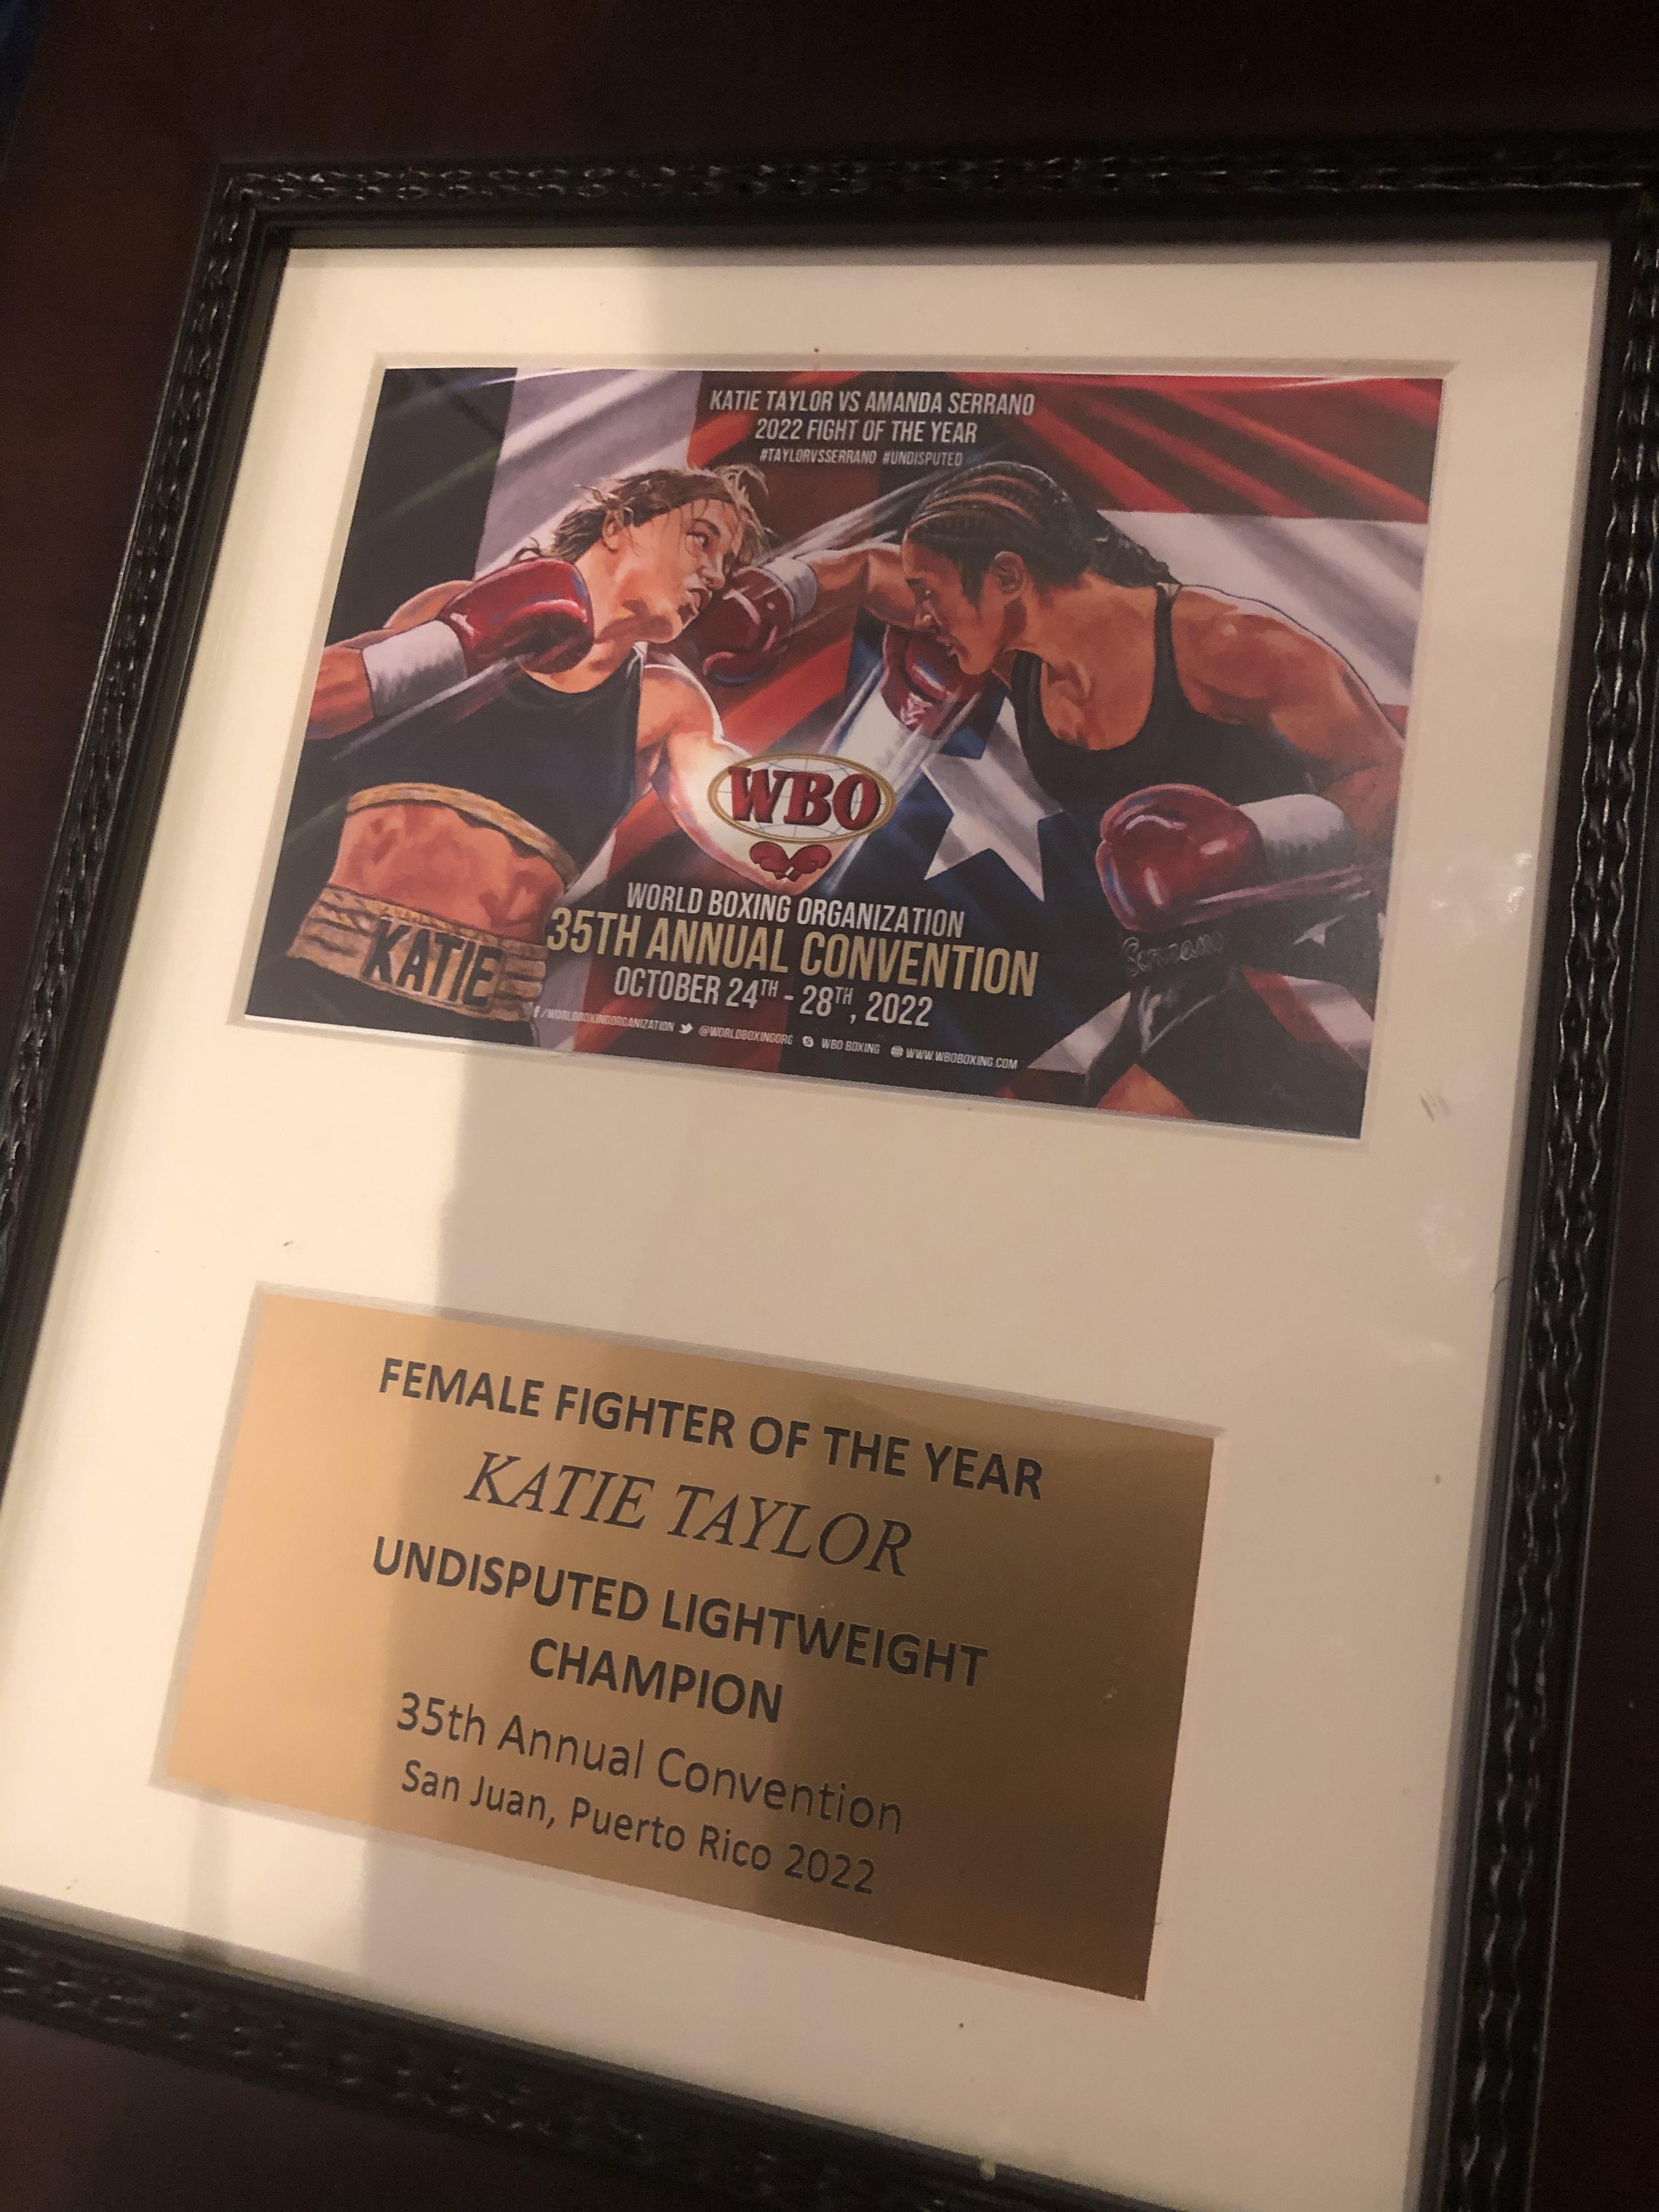 KATIE TAYLOR VS AMANDA SERRANO
2022 FIGHT OF THE YEAR
#TAYLORVSSERRANO #UNDISPUTED
WBO
WORLD BOXING ORGANIZATION
35TH ANNUAL CONVENTION
OCTOBER 24TH - 28TH, 2022
/WORLDBOXINGORGANIZATION @WORLDBOXINGORG WBO BOXING WWW.WBOBOXING.COM
KATIE
Serrano
FEMALE FIGHTER OF THE YEAR
KATIE TAYLOR
UNDISPUTED LIGHTWEIGHT
CHAMPION
35th Annual Convention
San Juan, Puerto Rico 2022